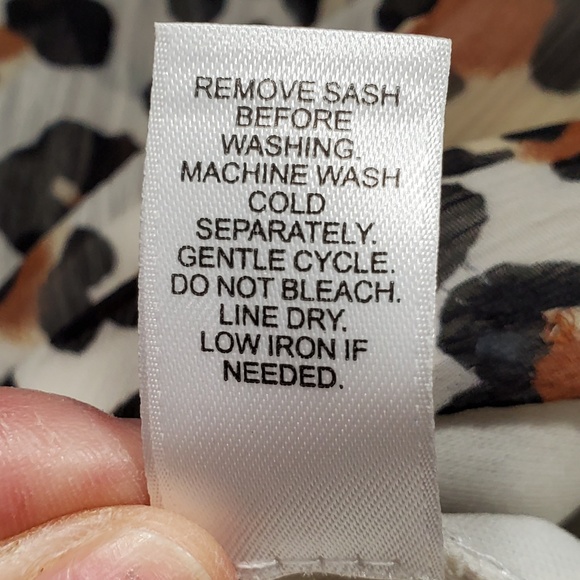 REMOVE SASH
BEFORE
WASHING.
MACHINE WASH
COLD
SEPARATELY.
GENTLE CYCLE.
DO NOT BLEACH.
LINE DRY.
LOW IRON IF
NEEDED.